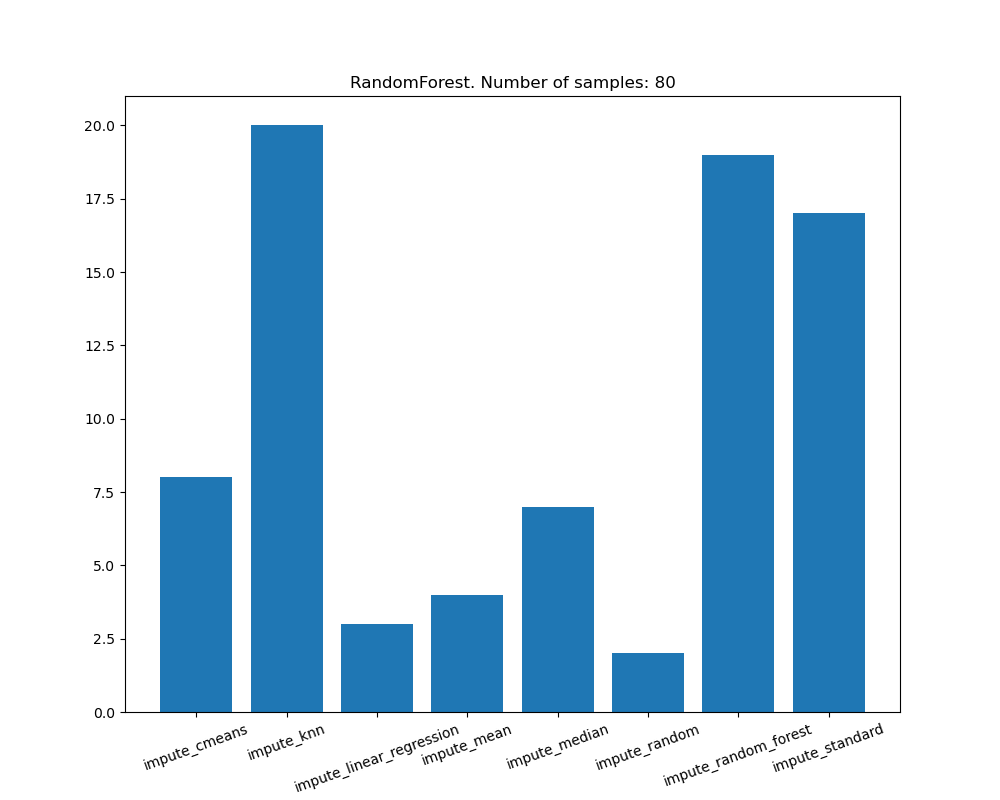 RandomForest. Number of samples: 80
20.0
17.5
15.0
12.5
10.0
7.5
5.0
2.5
0.0
impute_cmeans
impute_knn
impute_linear_regression
impute_mean
impute_median
impute_random
impute_random_forest
impute_standard